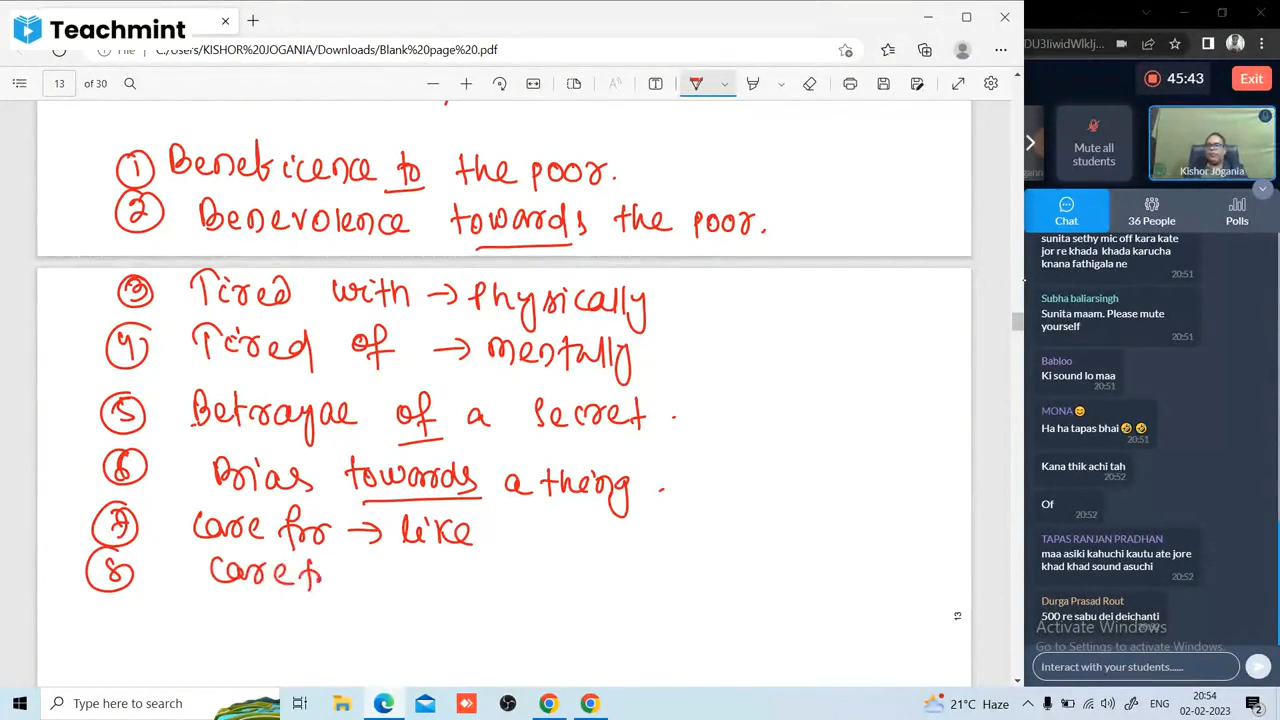 Teachmint
File
C:/Users/KISHOR%20JOGANIA/Downloads/Blank%20page%20.pdf
13 of 30
① Beneficence to the poor.
② Benevolence towards the poor.
③ Tired with → Physically
④ Tired of → mentally
⑤ Betrayae of a secret.
⑥ Bias towards a thing.
⑦ care for → like
⑧ care t
13
DU3IiwidWlkIj...
45:43
Exit
Mute all
students
Kishor Jogania
Chat
36 People
Polls
sunita sethy mic off kara kate
jor re khada khada karucha
knana fathigala ne
20:51
Subha baliarsingh
Sunita maam. Please mute
yourself
20:51
Babloo
Ki sound lo maa
20:51
MONA😊
Ha ha tapas bhai 🤣 🤣
20:51
Kana thik achi tah
20:52
Of
20:52
TAPAS RANJAN PRADHAN
maa asiki kahuchi kautu ate jore
khad khad sound asuchi
20:52
Durga Prasad Rout
500 re sabu dei deichanti
Activate Windows
Go to Settings to activate Windows.
Interact with your students......
Type here to search
21°C Haze
ENG
20:54
02-02-2023
2